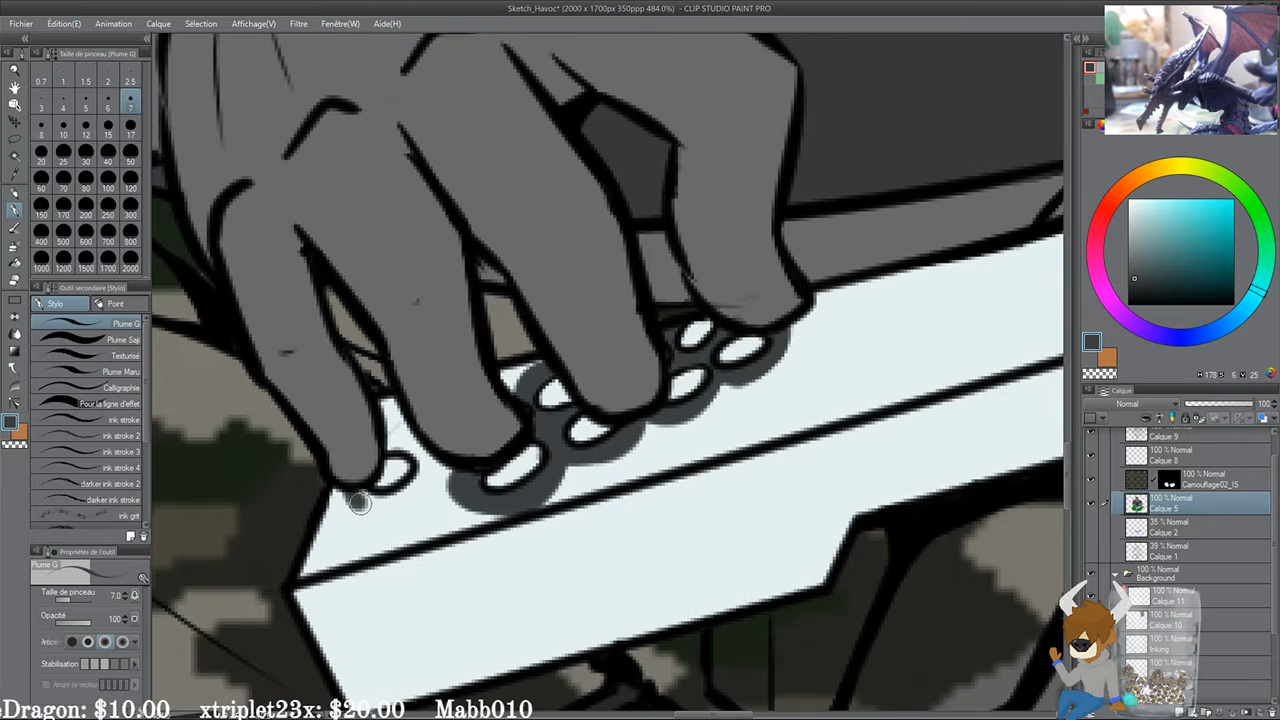 Sketch_Havoc* (2000 x 1700px 350ppp 484.0%) - CLIP STUDIO PAINT PRO
Fichier Édition(E) Animation Calque Sélection Affichage(V) Filtre Fenêtre(W) Aide(H)
Taille de pinceau [Plume G]
0.7 1 1.5 2 2.5
3 4 5 6 7
8 10 12 15 17
20 25 30 40 50
60 70 80 100 120
150 170 200 250 300
400 500 600 700 800
1000 1200 1500 1700 2000
Outil secondaire [Stylo]
Stylo Point
Plume G
Plume Saji
Texturisé
Plume Maru
Calligraphie
Pour la ligne d'effet
ink stroke
ink stroke 2
ink stroke 3
ink stroke 4
darker ink stroke 2
darker ink stroke
ink grit
Propriétés de l'outil
Plume G
Taille de pinceau 7.0
Opacité 100
Stabilisation
Aimant de vecteur
H 178 S 6 V 25
Calque
Normal 100
Calque 9
100 % Normal
Calque 8
100 % Normal
Camouflage02_IS
100 % Normal
Calque 5
35 % Normal
Calque 2
39 % Normal
Calque 1
100 % Normal
Background
100 % Normal
Calque 11
100 % Normal
Calque 10
100 % Normal
Inking
sDragon: $10.00 xtriplet23x: $20.00 Mabb010